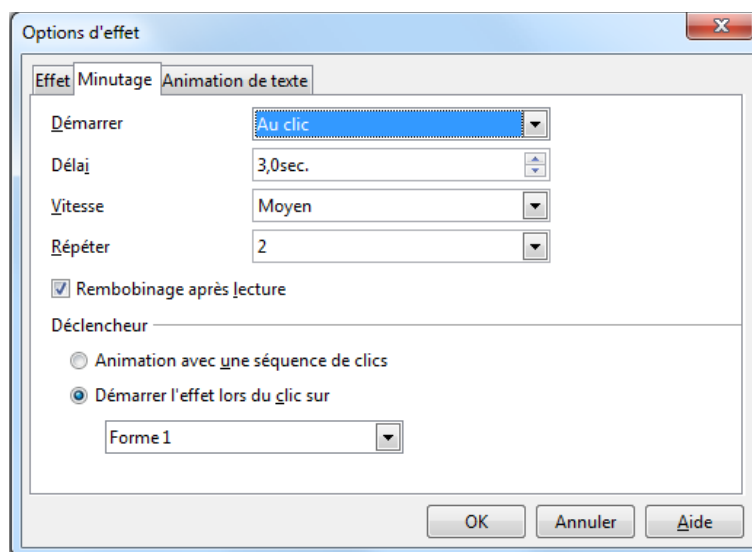 Options d'effet
Effet Minutage Animation de texte
Démarrer Au clic
Délai 3,0sec.
Vitesse Moyen
Répéter 2
Rembobinage après lecture
Déclencheur
Animation avec une séquence de clics
Démarrer l'effet lors du clic sur
Forme 1
OK Annuler Aide